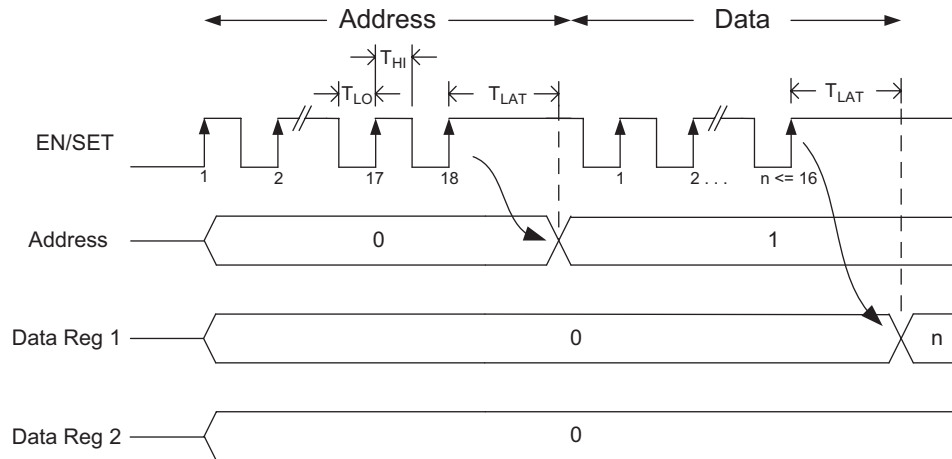 Address Data
T_HI
T_LO T_LAT T_LAT
EN/SET
1 2 17 18 1 2 . . . n <= 16
Address 0 1
Data Reg 1 0 n
Data Reg 2 0